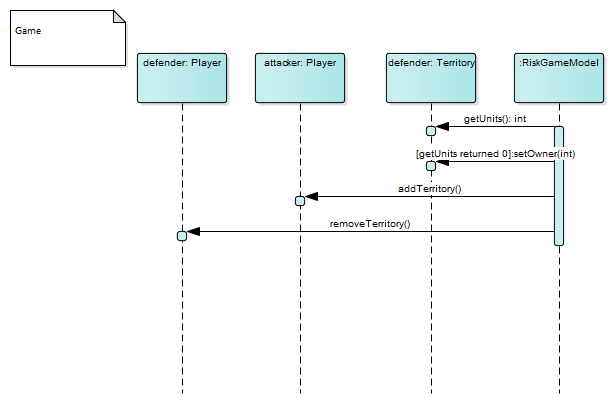 Game
defender: Player
attacker: Player
defender: Territory
:RiskGameModel
getUnits(): int
[getUnits returned 0]:setOwner(int)
addTerritory()
removeTerritory()